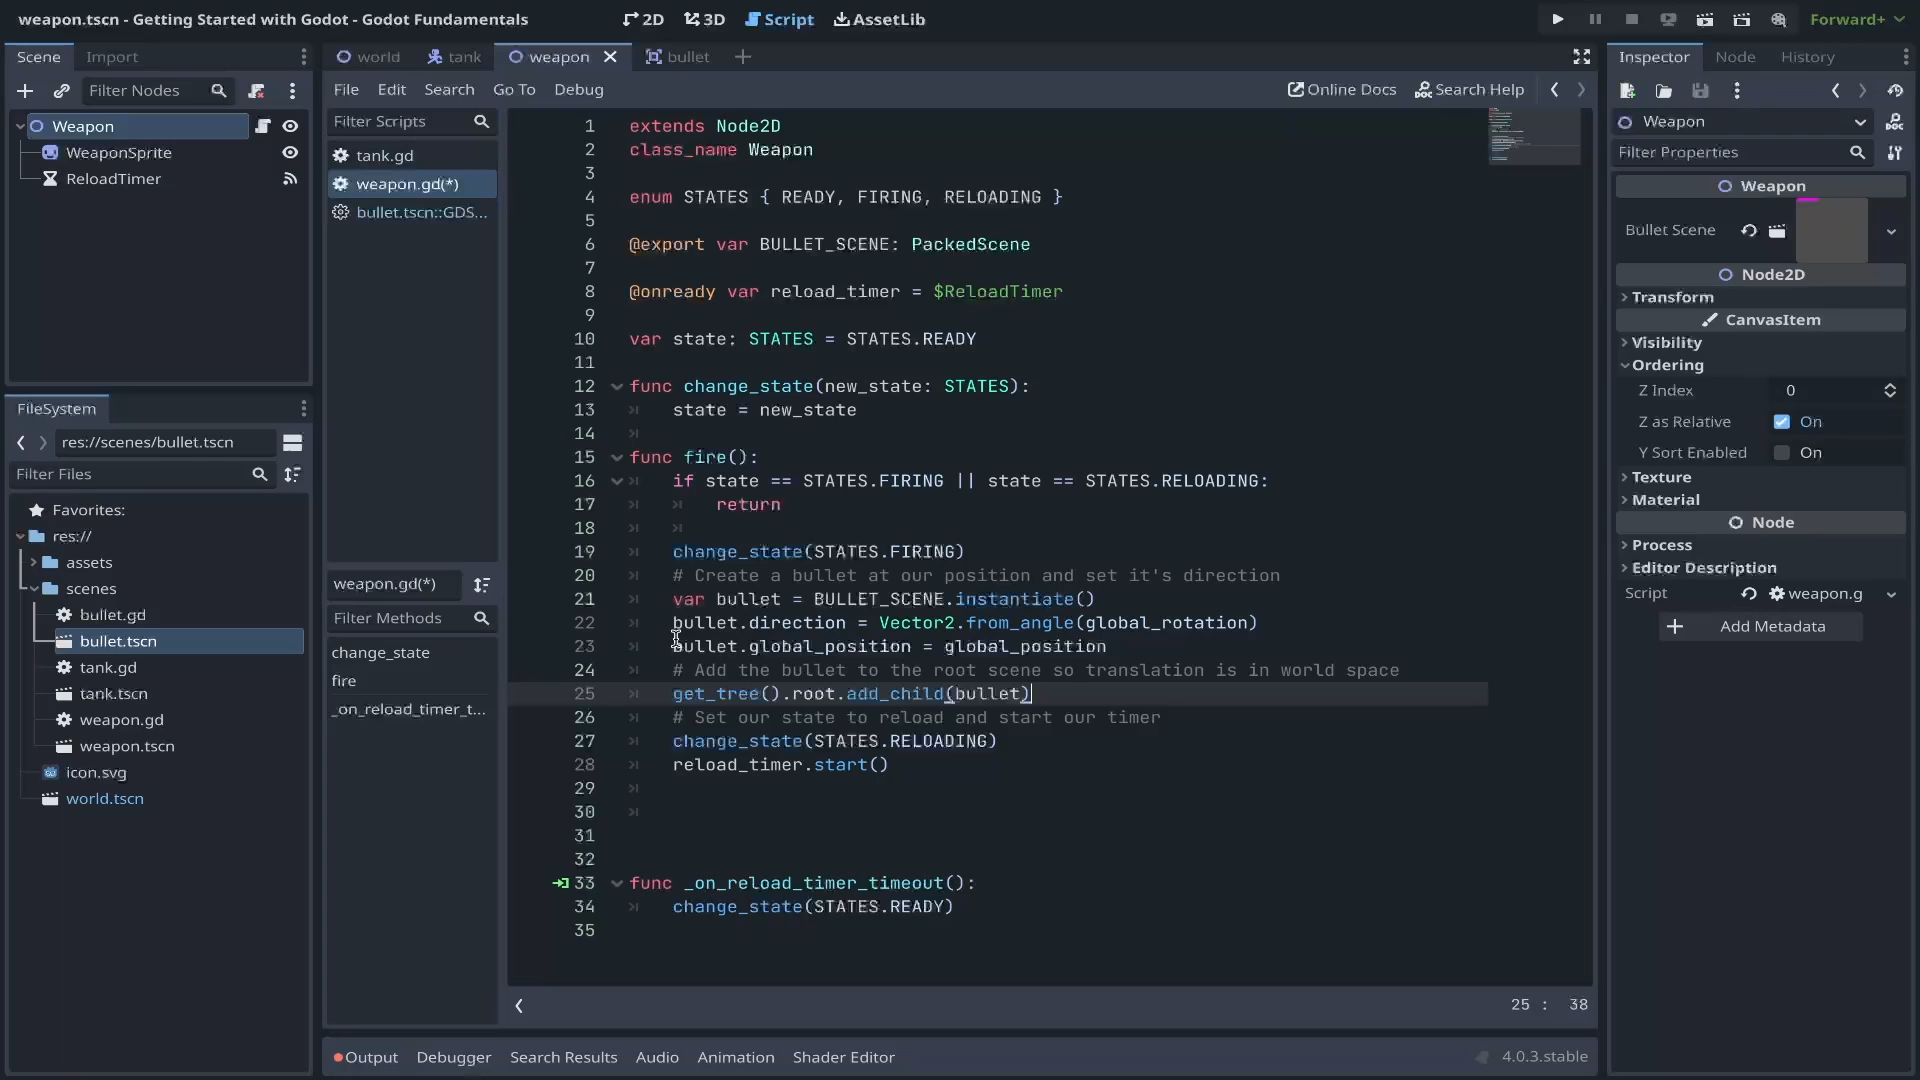 weapon.tscn - Getting Started with Godot - Godot Fundamentals
2D 3D Script AssetLib
Forward+
Scene Import
Filter Nodes
Weapon
WeaponSprite
ReloadTimer
FileSystem
res://scenes/bullet.tscn
Filter Files
Favorites:
res://
assets
scenes
bullet.gd
bullet.tscn
tank.gd
tank.tscn
weapon.gd
weapon.tscn
icon.svg
world.tscn
world tank weapon bullet
File Edit Search Go To Debug
Online Docs Search Help
Filter Scripts
tank.gd
weapon.gd(*)
bullet.tscn::GDS...
weapon.gd(*)
Filter Methods
change_state
fire
_on_reload_timer_t...
1 extends Node2D
2 class_name Weapon
3
4 enum STATES { READY, FIRING, RELOADING }
5
6 @export var BULLET_SCENE: PackedScene
7
8 @onready var reload_timer = $ReloadTimer
9
10 var state: STATES = STATES.READY
11
12 func change_state(new_state: STATES):
13 state = new_state
14
15 func fire():
16 if state == STATES.FIRING || state == STATES.RELOADING:
17 return
18
19 change_state(STATES.FIRING)
20 # Create a bullet at our position and set it's direction
21 var bullet = BULLET_SCENE.instantiate()
22 bullet.direction = Vector2.from_angle(global_rotation)
23 bullet.global_position = global_position
24 # Add the bullet to the root scene so translation is in world space
25 get_tree().root.add_child(bullet)
26 # Set our state to reload and start our timer
27 change_state(STATES.RELOADING)
28 reload_timer.start()
29
30
31
32
33 func _on_reload_timer_timeout():
34 change_state(STATES.READY)
35
25 : 38
Output Debugger Search Results Audio Animation Shader Editor
4.0.3.stable
Inspector Node History
Weapon
Filter Properties
Weapon
Bullet Scene
Node2D
Transform
CanvasItem
Visibility
Ordering
Z Index 0
Z as Relative On
Y Sort Enabled On
Texture
Material
Node
Process
Editor Description
Script weapon.g
Add Metadata